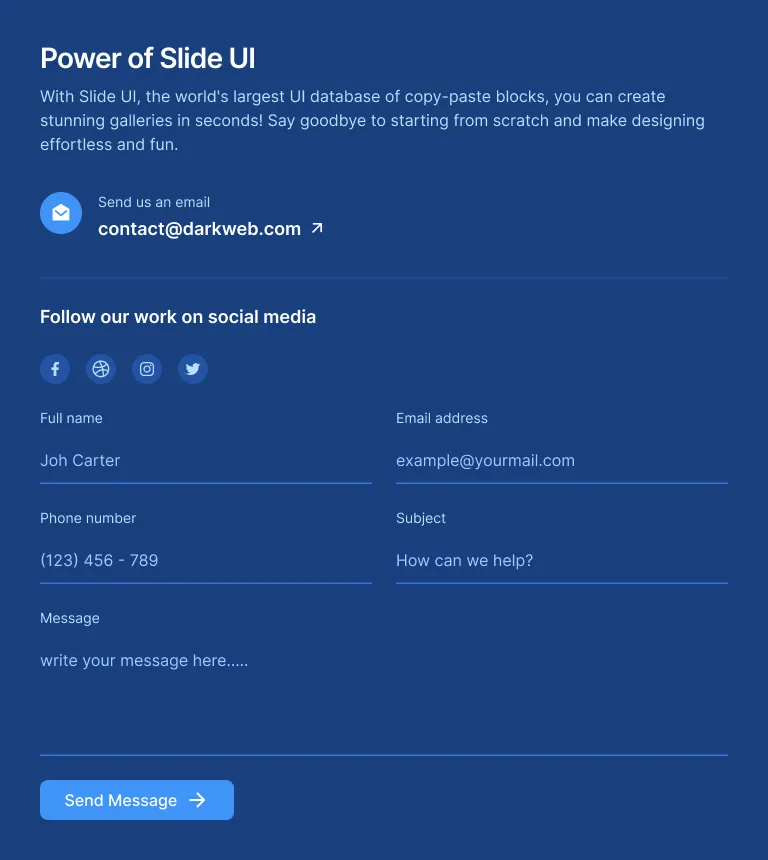 Power of Slide UI
With Slide UI, the world's largest UI database of copy-paste blocks, you can create
stunning galleries in seconds! Say goodbye to starting from scratch and make designing
effortless and fun.
Send us an email
contact@darkweb.com
Follow our work on social media
Full name
Email address
Joh Carter
example@yourmail.com
Phone number
Subject
(123) 456 - 789
How can we help?
Message
write your message here.....
Send Message